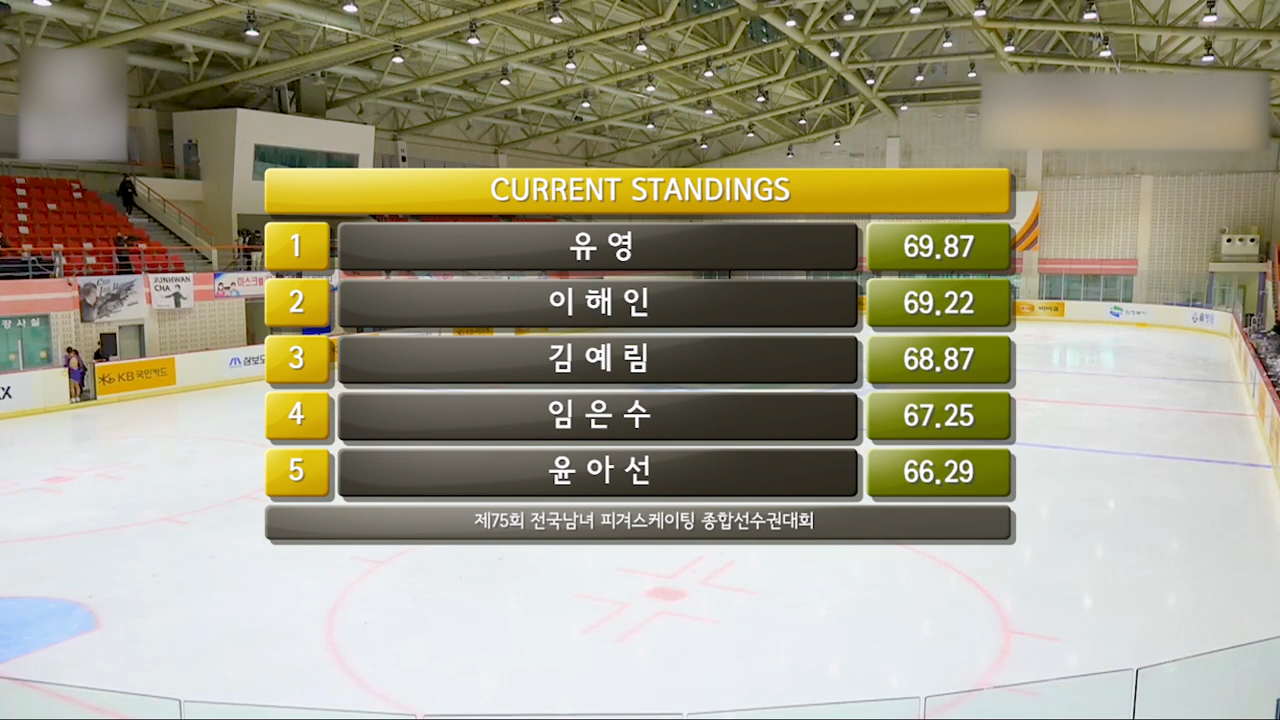 CURRENT STANDINGS
1 유 영 69.87
2 이 해 인 69.22
3 김 예 림 68.87
4 임 은 수 67.25
5 윤 아 선 66.29
제75회 전국남녀 피겨스케이팅 종합선수권대회
JUNHWAN
CHA
KB국민카드